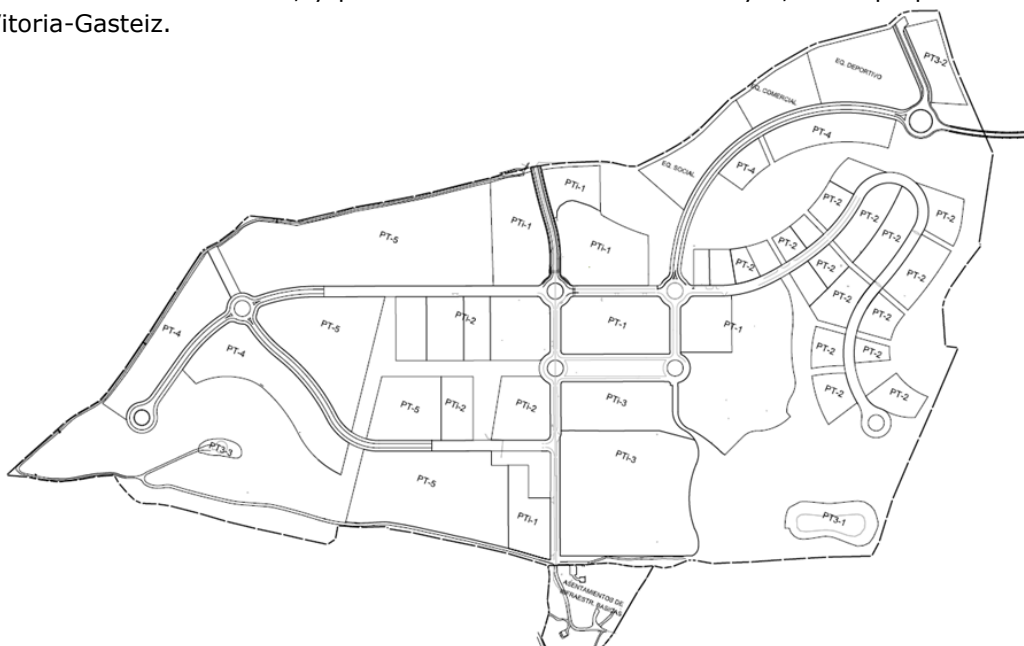 Vitoria-Gasteiz.
PT3-2
EQ. DEPORTIVO
EQ. COMERCIAL
PT-4
PT-4
EQ. SOCIAL
PTi-1
PT-2
PT-2
PT-2
PT-2
PT-5
PTi-1
PTi-1
PT-2
PT-2
PT-2
PT-2
PT-2
PT-4
PT-5
PTi-2
PT-1
PT-1
PT-2
PT-4
PT-2
PT-2
PT-5
PTi-2
PTi-2
PTi-3
PT-2
PT-2
PT3-3
PTi-3
PT-5
PTi-1
PT3-1
ASENTAMIENTOS DE
INFRAESTR. BASICAS